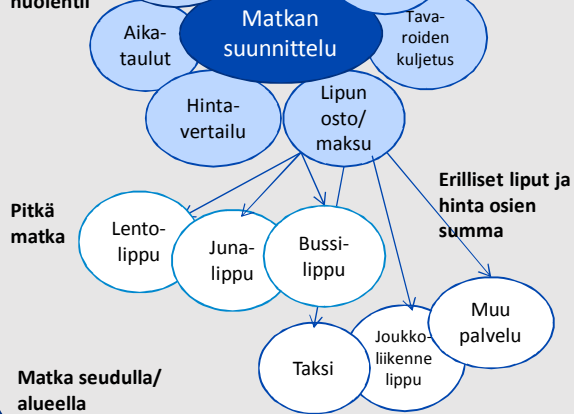 Matkan
suunnittelu
Aika-
taulut
Tava-
roiden
kuljetus
Hinta-
vertailu
Lipun
osto/
maksu
Erilliset liput ja
hinta osien
summa
Pitkä
matka
Lento-
lippu
Juna-
lippu
Bussi-
lippu
Muu
palvelu
Taksi
Joukko-
liikenne
lippu
Matka seudulla/
alueella